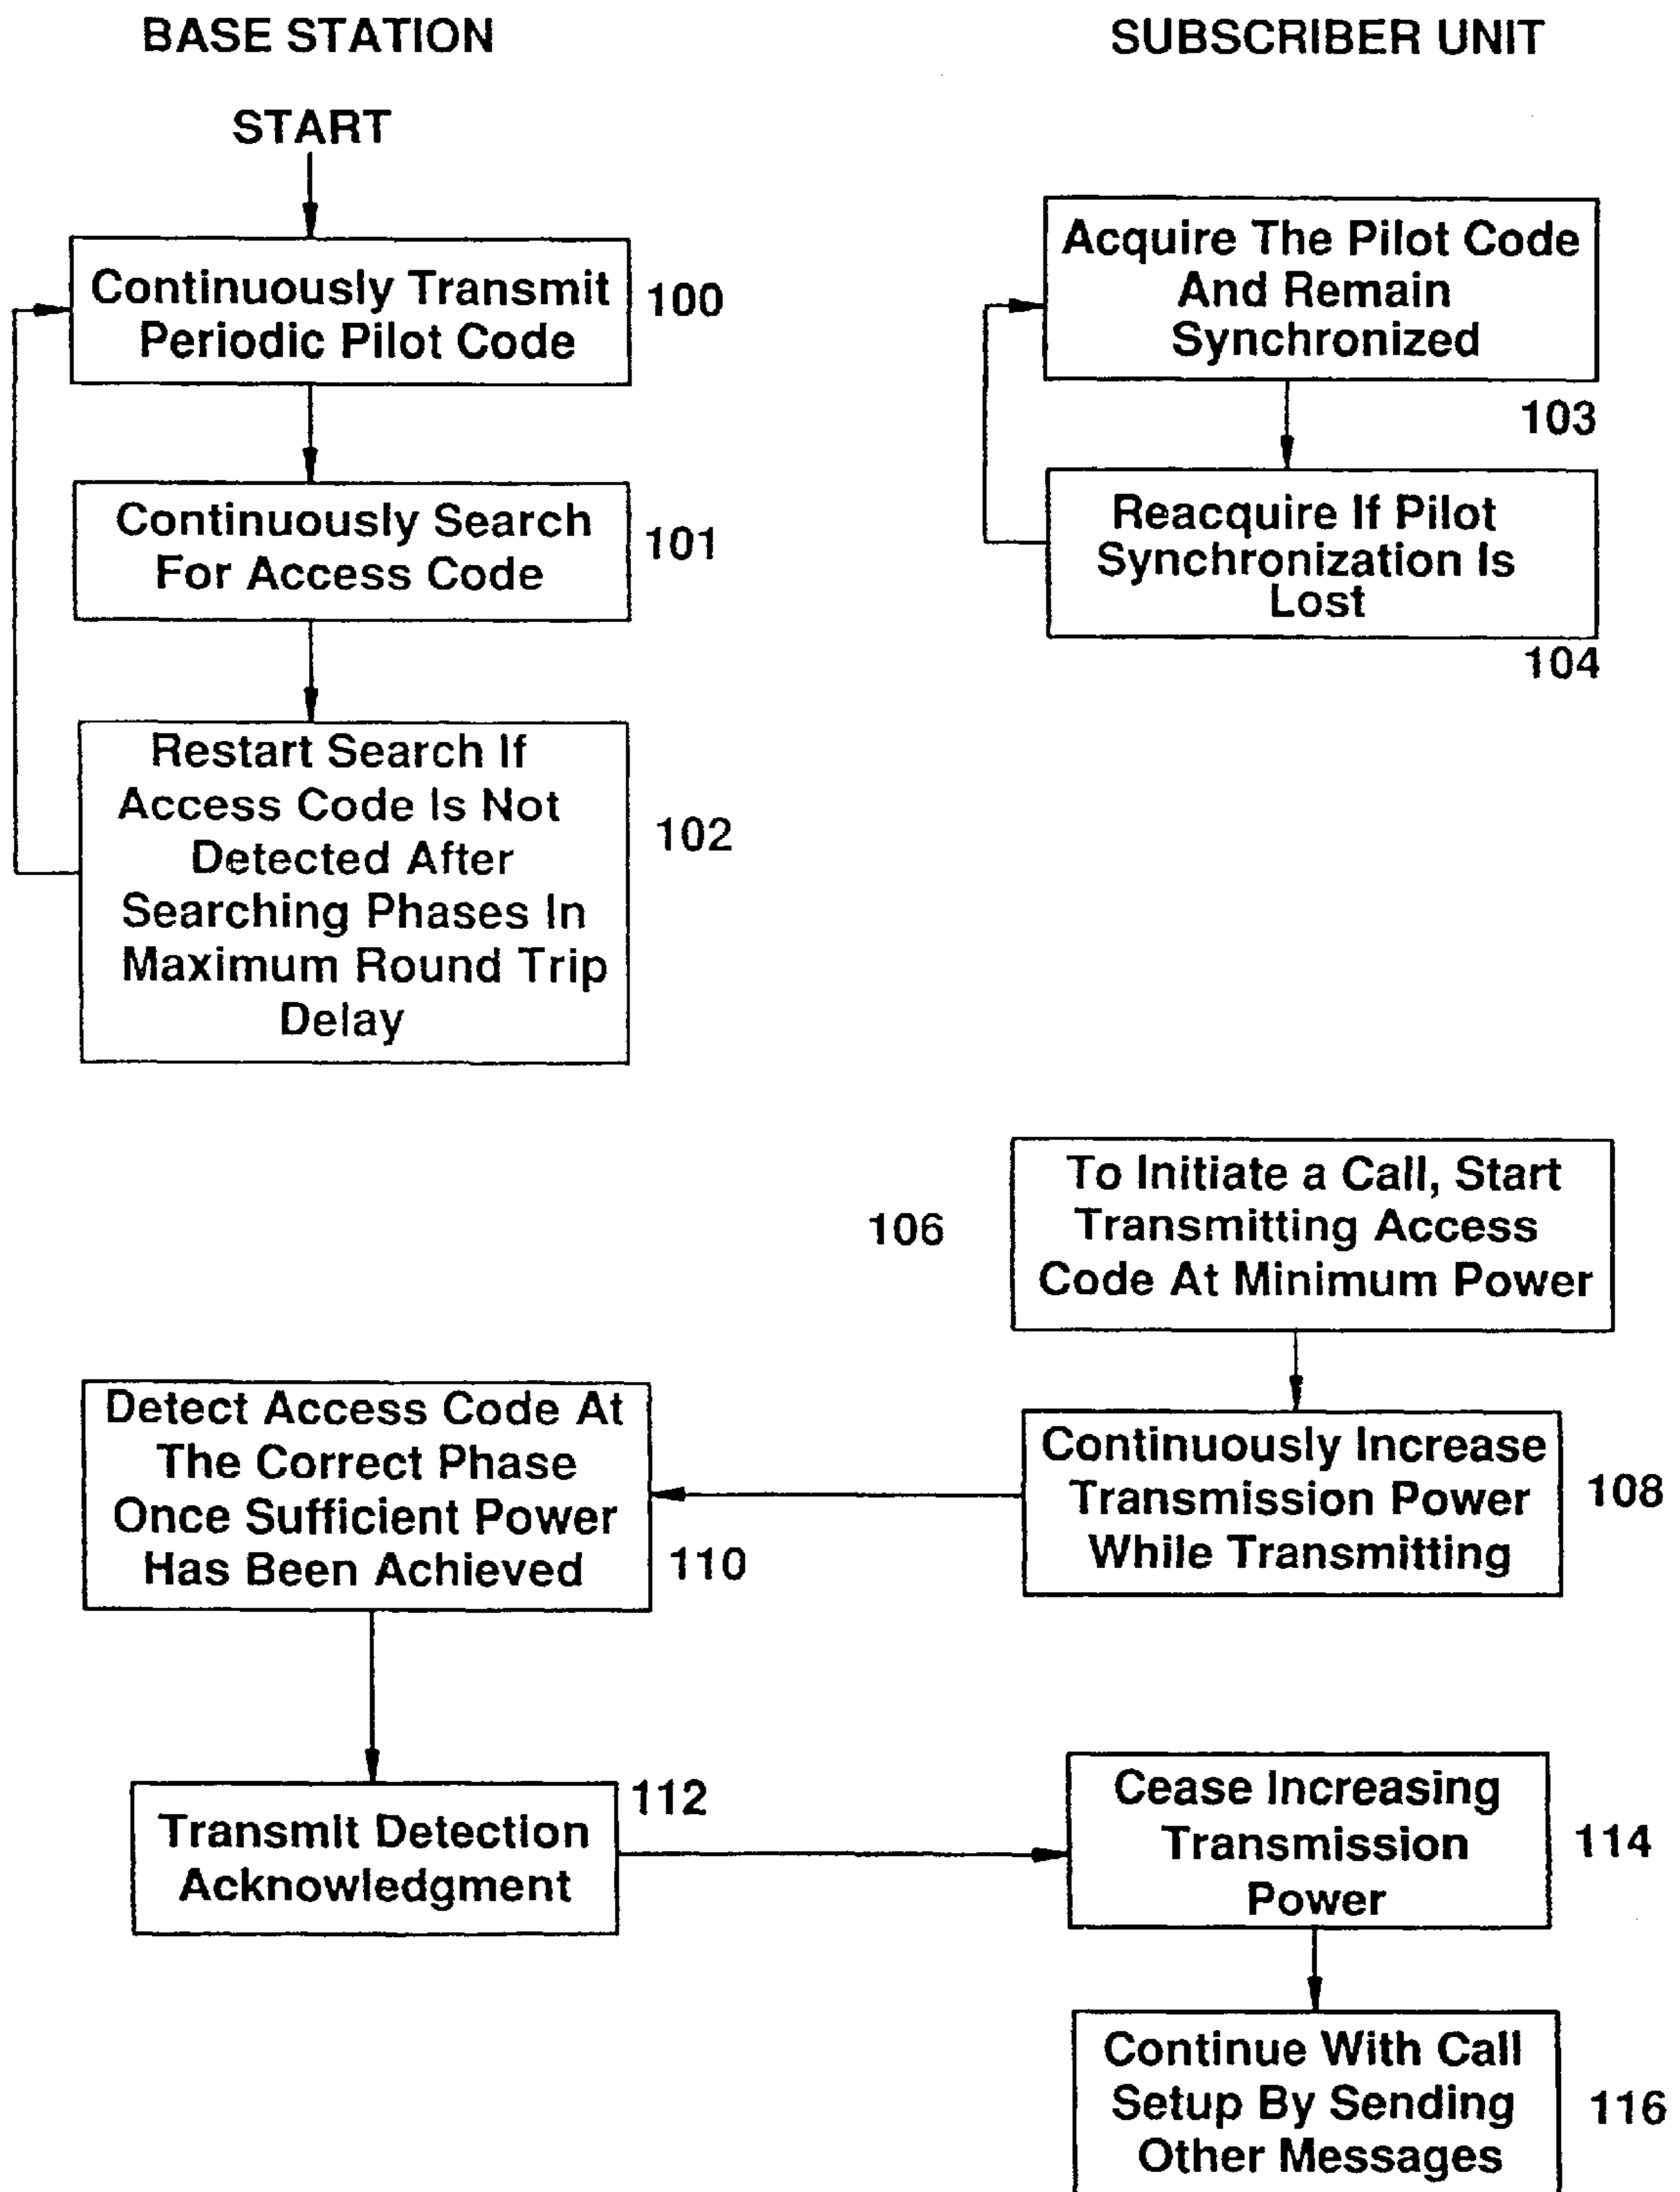 BASE STATION
START
Continuously Transmit
Periodic Pilot Code
100
Continuously Search
For Access Code
101
Restart Search If
Access Code Is Not
Detected After
Searching Phases In
Maximum Round Trip
Delay
102
SUBSCRIBER UNIT
Acquire The Pilot Code
And Remain
Synchronized
103
Reacquire If Pilot
Synchronization Is
Lost
104
106
To Initiate a Call, Start
Transmitting Access
Code At Minimum Power
Continuously Increase
Transmission Power
While Transmitting
108
Detect Access Code At
The Correct Phase
Once Sufficient Power
Has Been Achieved
110
Transmit Detection
Acknowledgment
112
Cease Increasing
Transmission
Power
114
Continue With Call
Setup By Sending
Other Messages
116